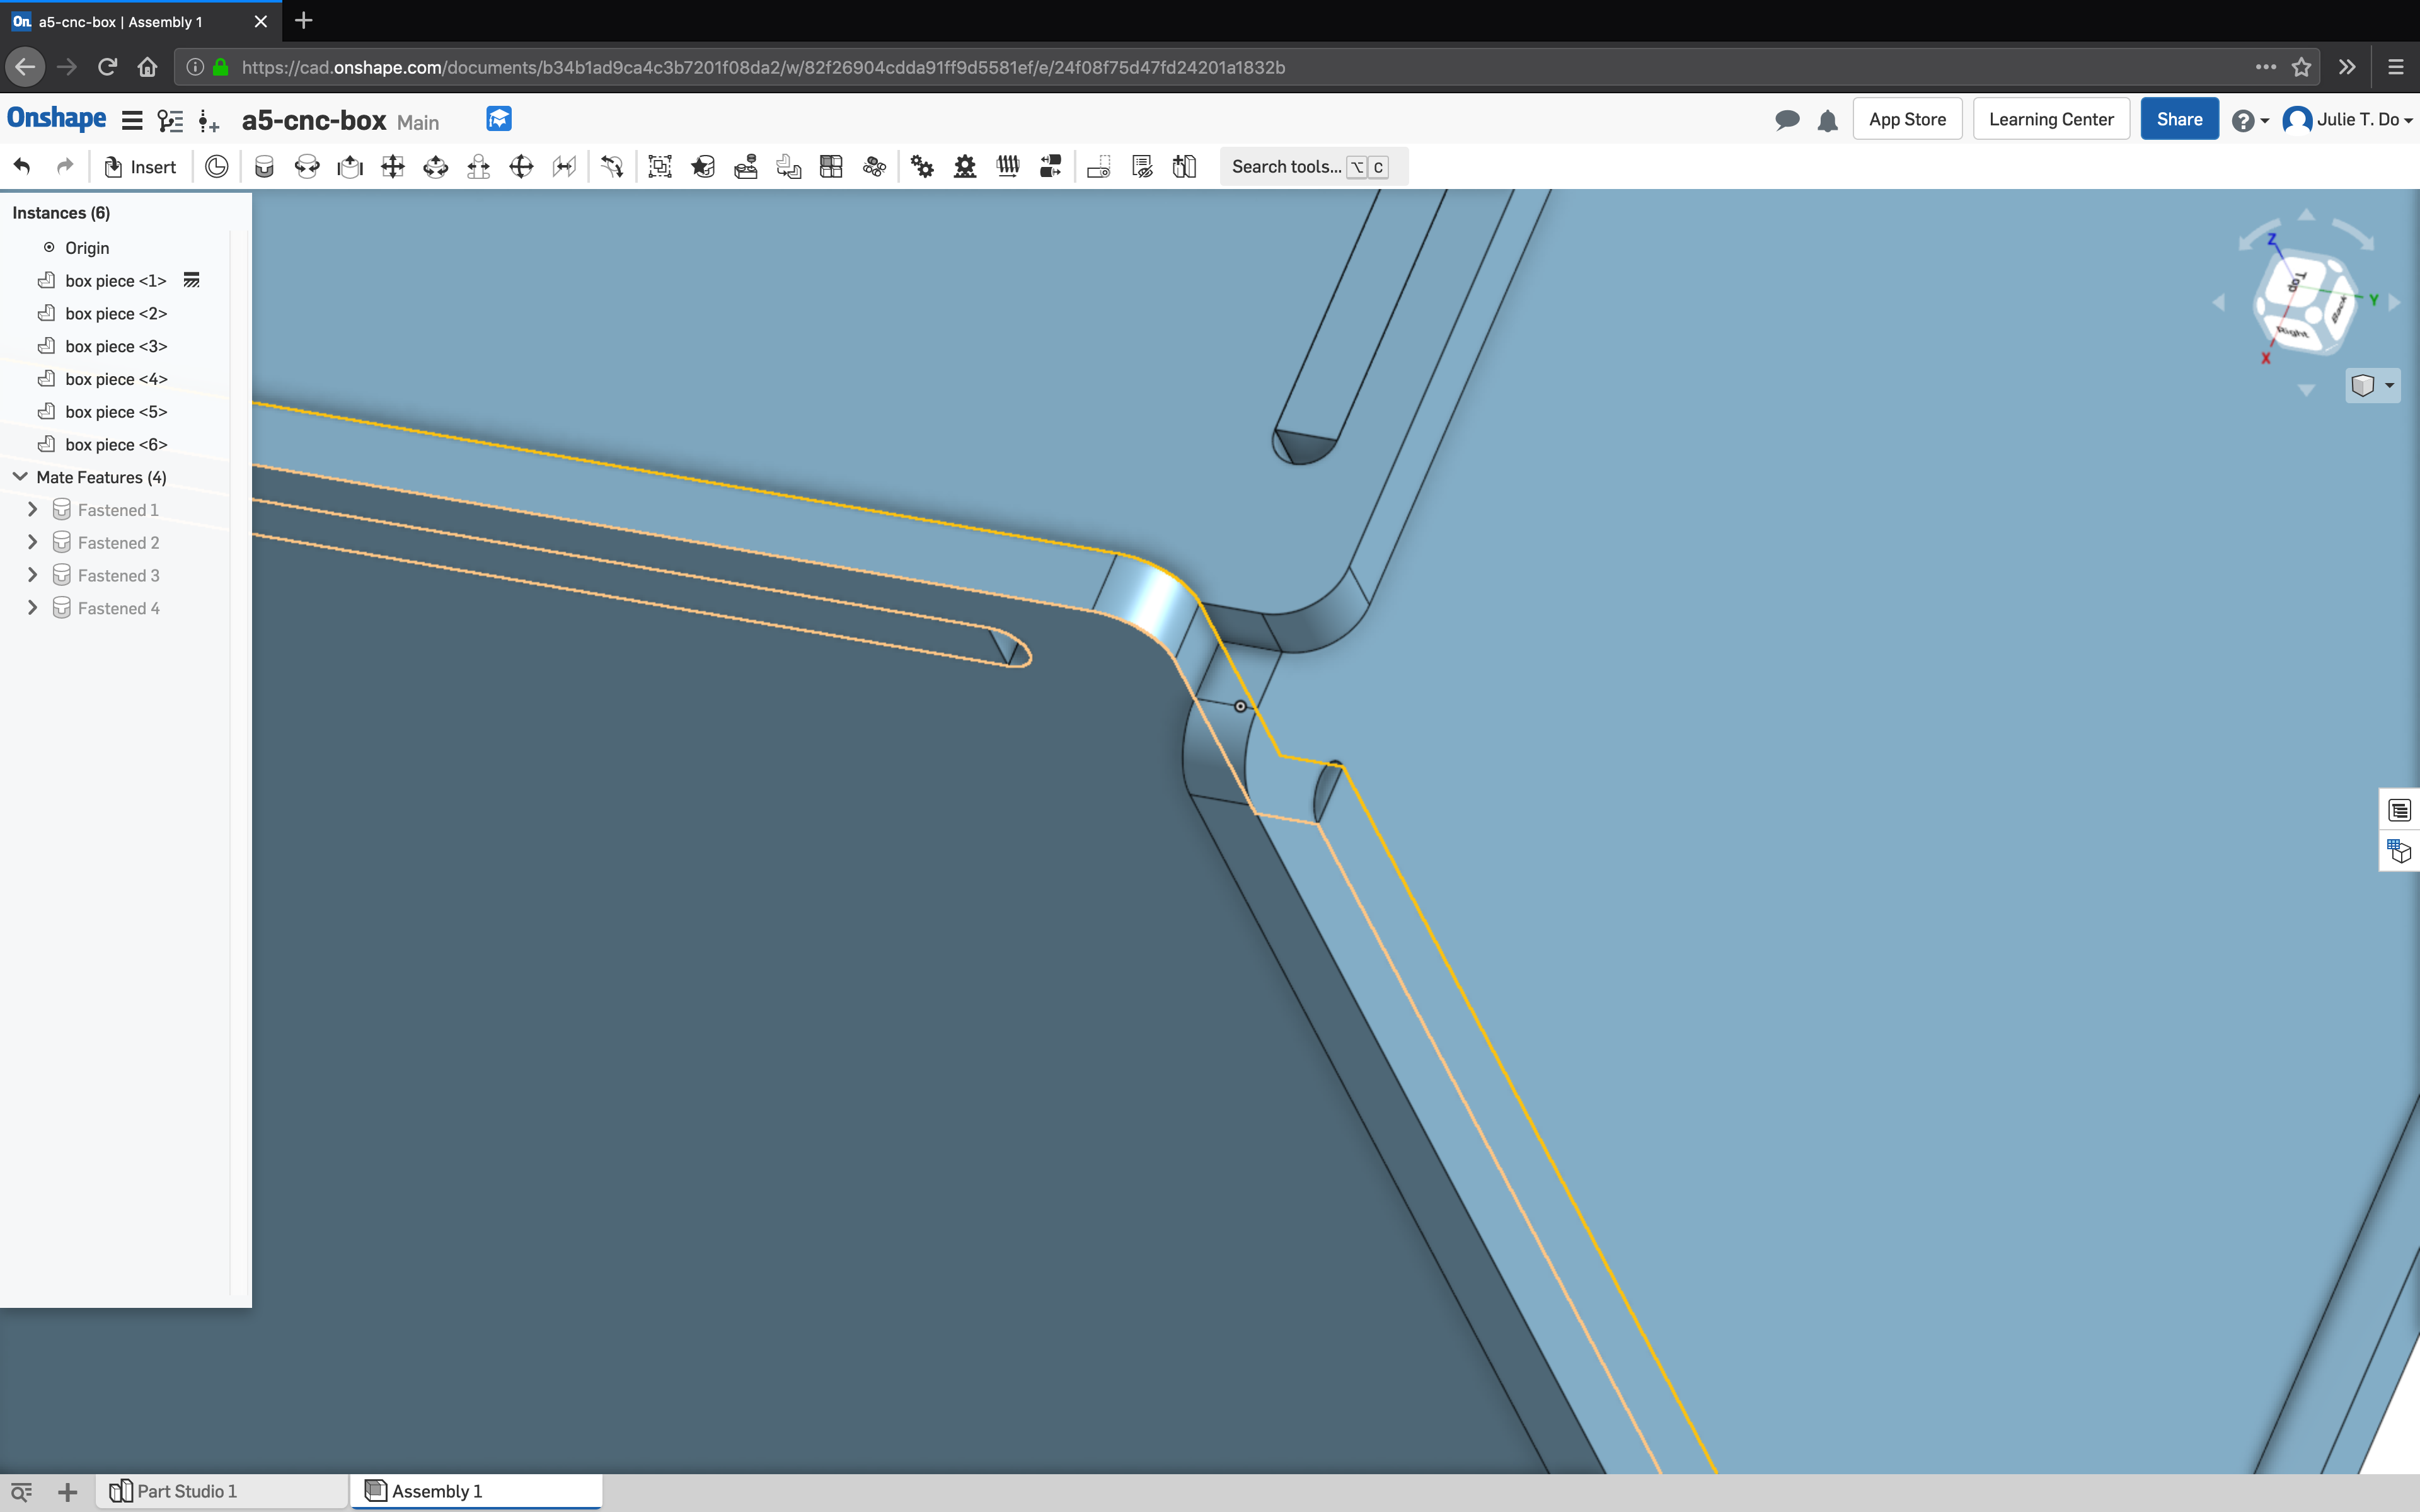 On. a5-cnc-box | Assembly 1
https://cad.onshape.com/documents/b34b1ad9ca4c3b7201f08da2/w/82f26904cdda91ff9d5581ef/e/24f08f75d47fd24201a1832b
Onshape a5-cnc-box Main App Store Learning Center Share Julie T. Do
Insert Search tools... ⌥ C
Instances (6)
Origin
box piece <1>
box piece <2>
box piece <3>
box piece <4>
box piece <5>
box piece <6>
Mate Features (4)
Fastened 1
Fastened 2
Fastened 3
Fastened 4
Z
Top
Y
Back
Right
X
Part Studio 1 Assembly 1